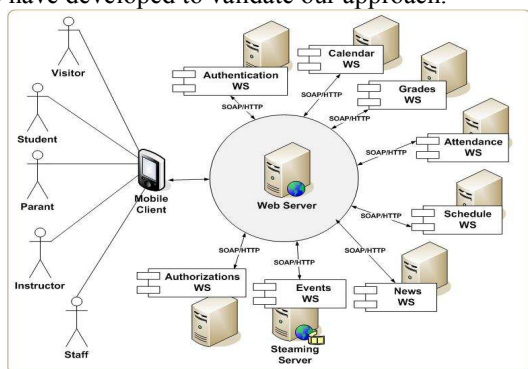 have developed to validate our approach.
Visitor
Student
Parant
Instructor
Staff
Mobile
Client
Web Server
Authentication
WS
Calendar
WS
Grades
WS
Attendance
WS
Schedule
WS
News
WS
Events
WS
Steaming
Server
Authorizations
WS
SOAP/HTTP
SOAP/HTTP
SOAP/HTTP
SOAP/HTTP
SOAP/HTTP
SOAP/HTTP
SOAP/HTTP
SOAP/HTTP